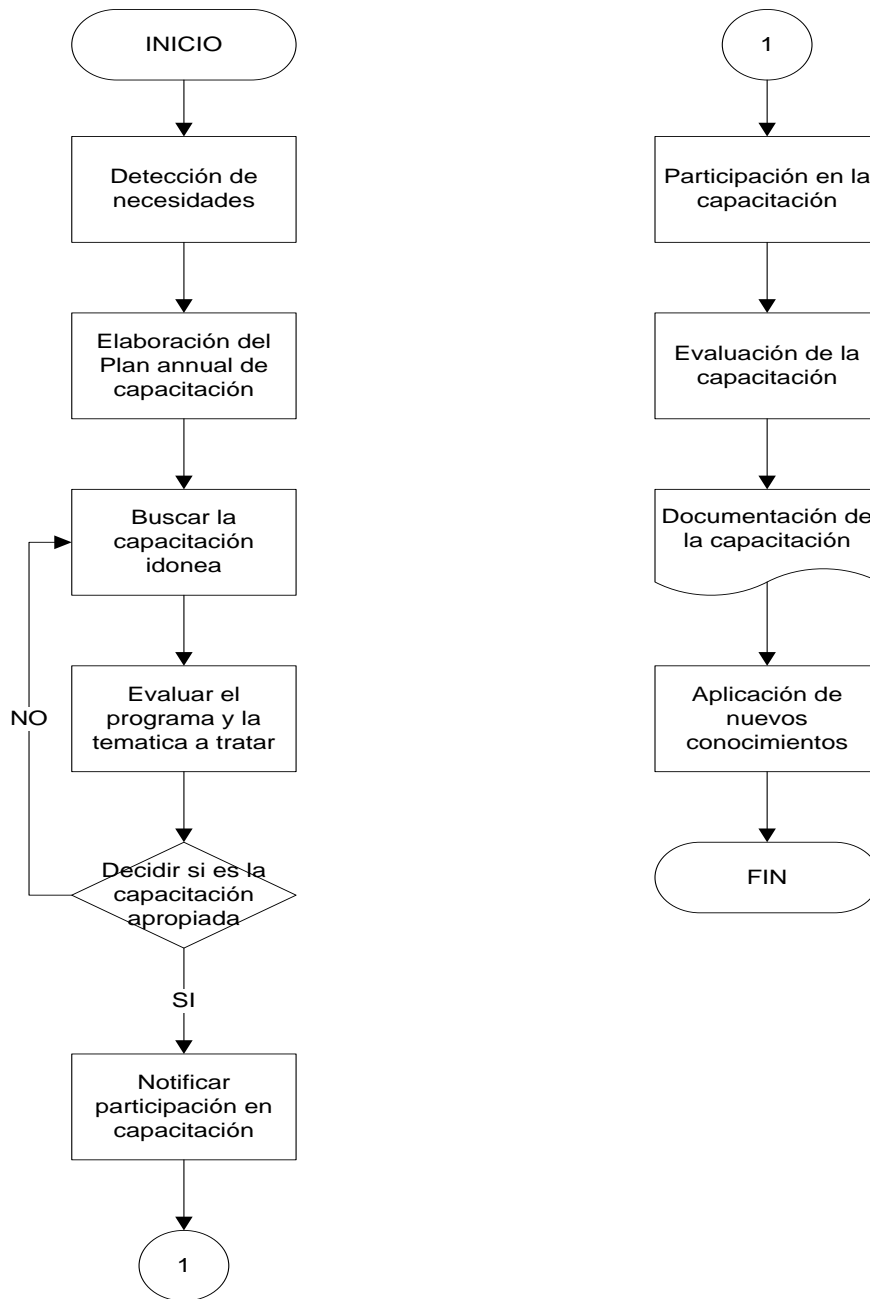 INICIO
Detección de
necesidades
Elaboración del
Plan annual de
capacitación
Buscar la
capacitación
idonea
Evaluar el
programa y la
tematica a tratar
NO
Decidir si es la
capacitación
apropiada
SI
Notificar
participación en
capacitación
1
1
Participación en la
capacitación
Evaluación de la
capacitación
Documentación de
la capacitación
Aplicación de
nuevos
conocimientos
FIN